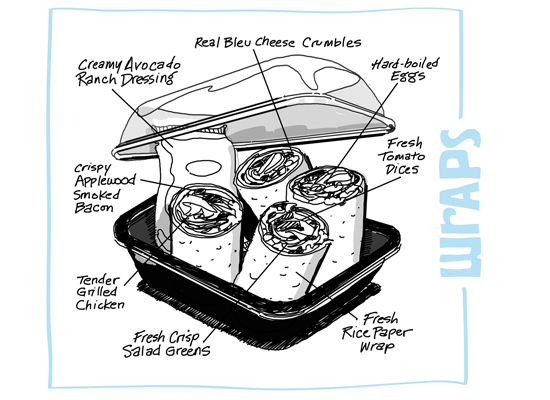 Real Bleu Cheese Crumbles
Creamy Avocado
Ranch Dressing
Hard-boiled
Eggs
Fresh
Tomato
Dices
Crispy
Applewood
Smoked
Bacon
WrAPS
Tender
Grilled
Chicken
Fresh Crisp
Salad Greens
Fresh
Rice Paper
Wrap